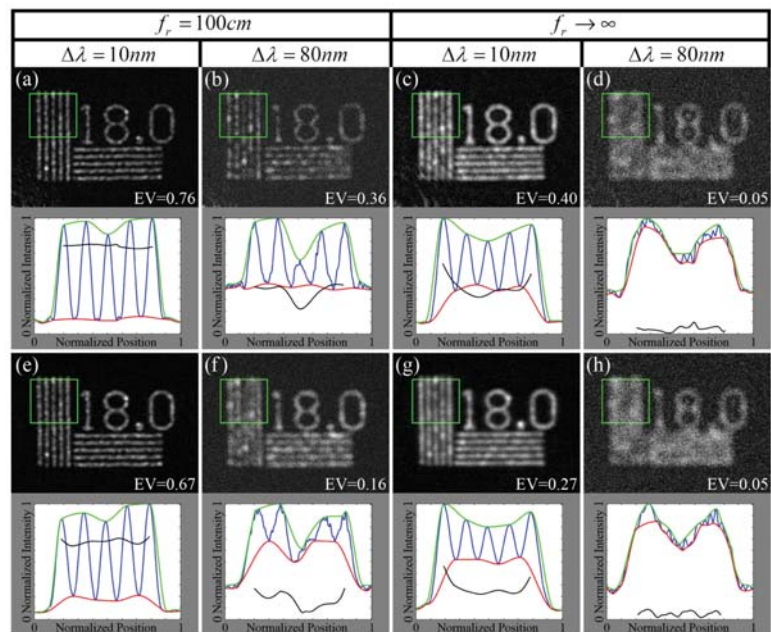 f_r = 100cm f_r → ∞
Δλ = 10nm Δλ = 80nm Δλ = 10nm Δλ = 80nm
(a) (b) (c) (d)
18.0 18.0 18.0 18.0
EV=0.76 EV=0.36 EV=0.40 EV=0.05
1 1 1 1
Normalized Intensity Normalized Intensity Normalized Intensity Normalized Intensity
0 0 0 0
0 Normalized Position 1 0 Normalized Position 1 0 Normalized Position 1 0 Normalized Position 1
(e) (f) (g) (h)
18.0 18.0 18.0 18.0
EV=0.67 EV=0.16 EV=0.27 EV=0.05
1 1 1 1
Normalized Intensity Normalized Intensity Normalized Intensity Normalized Intensity
0 0 0 0
0 Normalized Position 1 0 Normalized Position 1 0 Normalized Position 1 0 Normalized Position 1